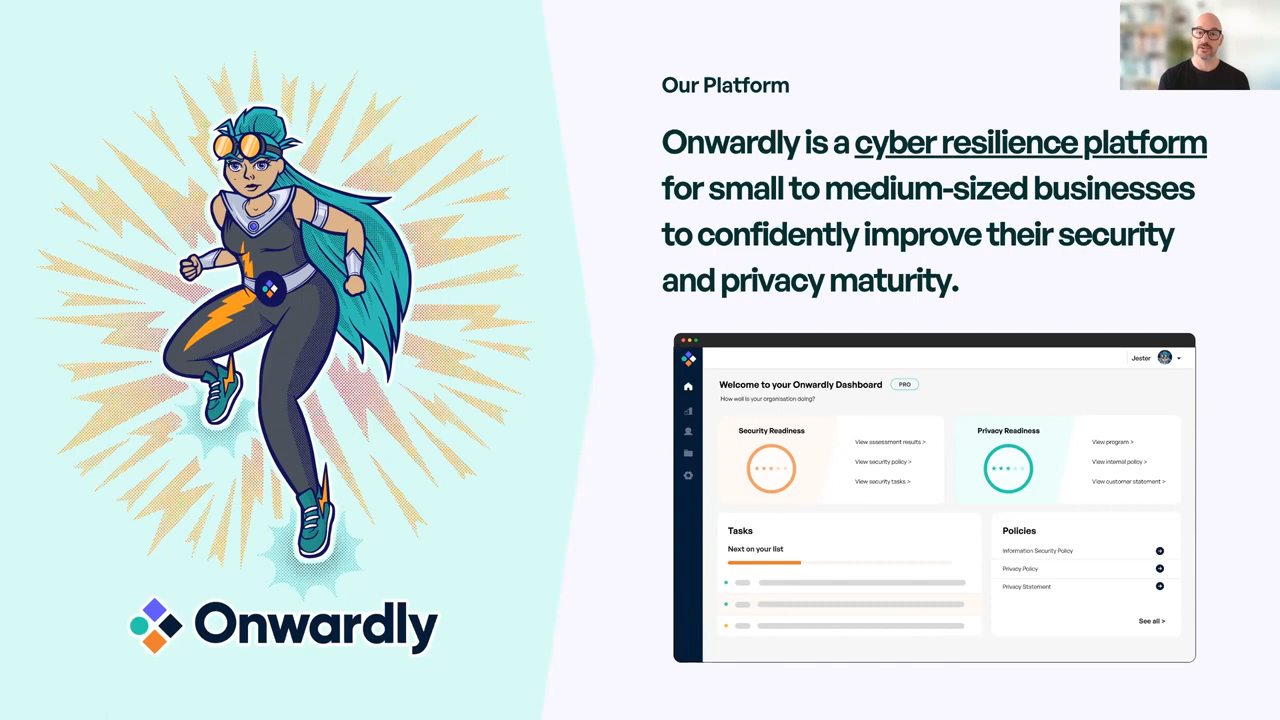 Our Platform
Onwardly is a cyber resilience platform
for small to medium-sized businesses
to confidently improve their security
and privacy maturity.
Onwardly
Jester
Welcome to your Onwardly Dashboard
PRO
How well is your organisation doing?
Security Readiness
View assessment results >
View security policy >
View security tasks >
Privacy Readiness
View program >
View internal policy >
View customer statement >
Tasks
Next on your list
Policies
Information Security Policy
Privacy Policy
Privacy Statement
See all >